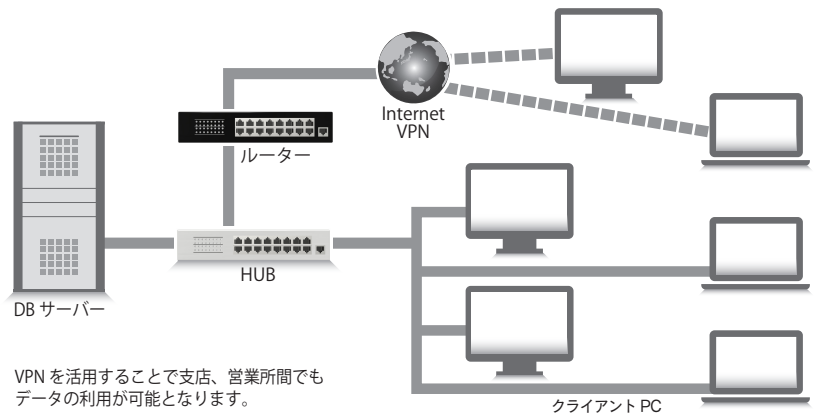 Internet
VPN
ルーター
HUB
DB サーバー
VPN を活用することで支店、営業所間でも
データの利用が可能となります。
クライアント PC